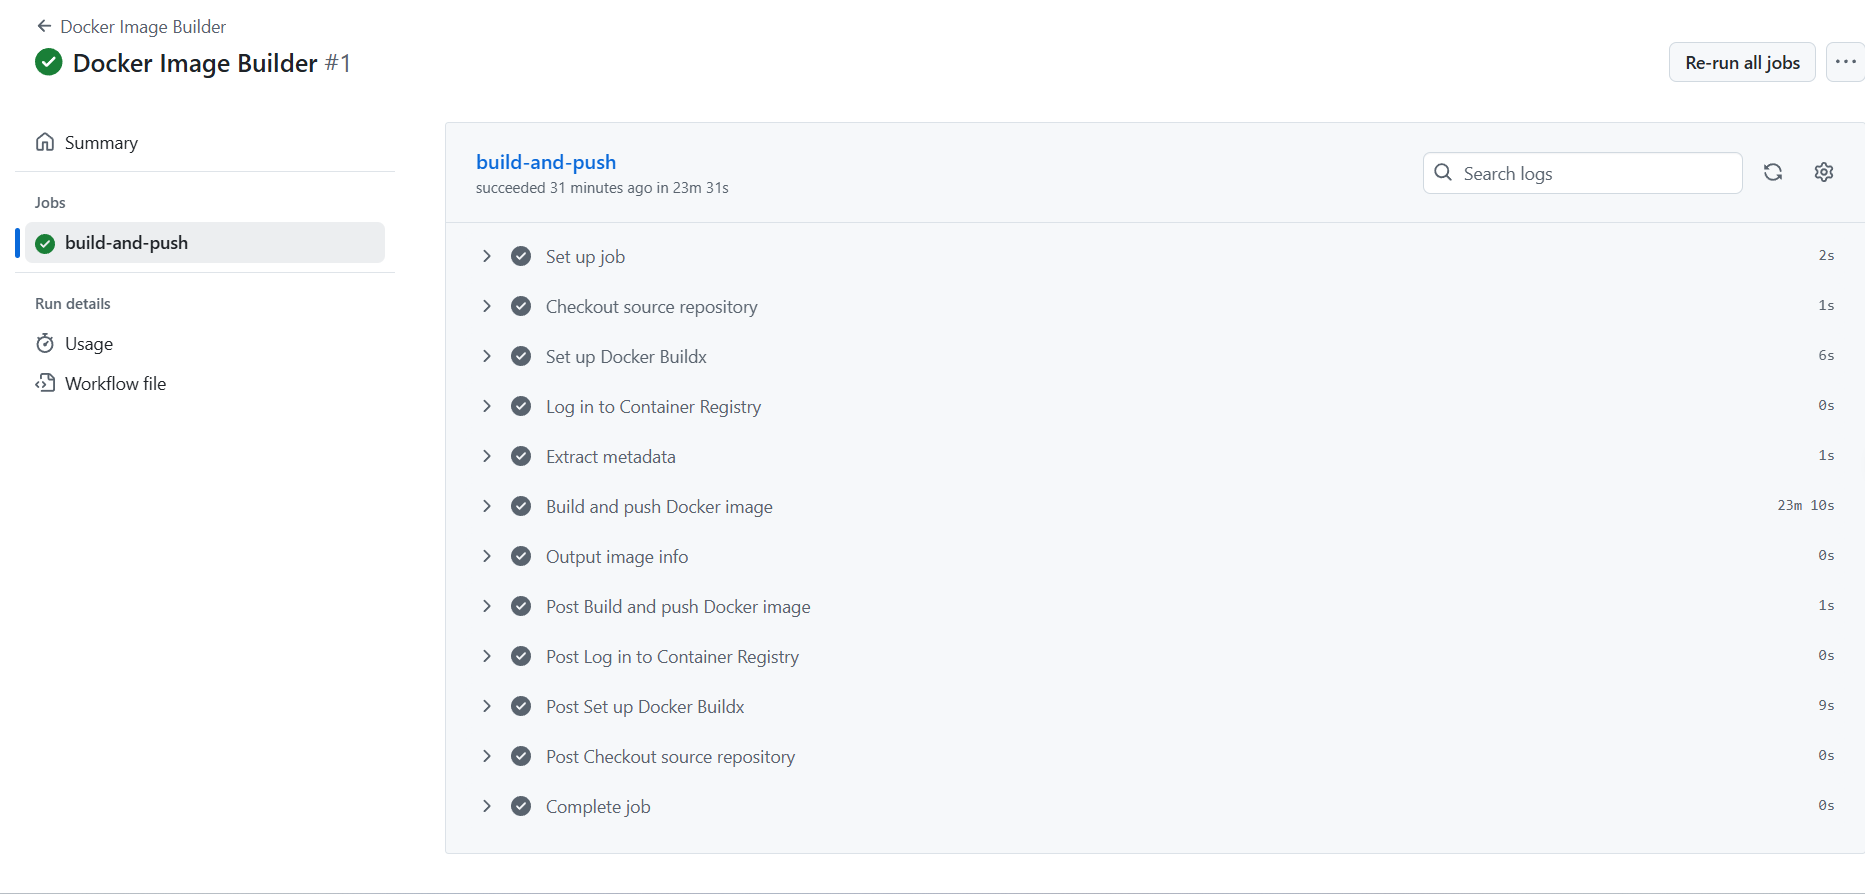 Docker Image Builder
Docker Image Builder #1
Re-run all jobs
Summary
Jobs
build-and-push
Run details
Usage
Workflow file
build-and-push
succeeded 31 minutes ago in 23m 31s
Search logs
Set up job 2s
Checkout source repository 1s
Set up Docker Buildx 6s
Log in to Container Registry 0s
Extract metadata 1s
Build and push Docker image 23m 10s
Output image info 0s
Post Build and push Docker image 1s
Post Log in to Container Registry 0s
Post Set up Docker Buildx 9s
Post Checkout source repository 0s
Complete job 0s